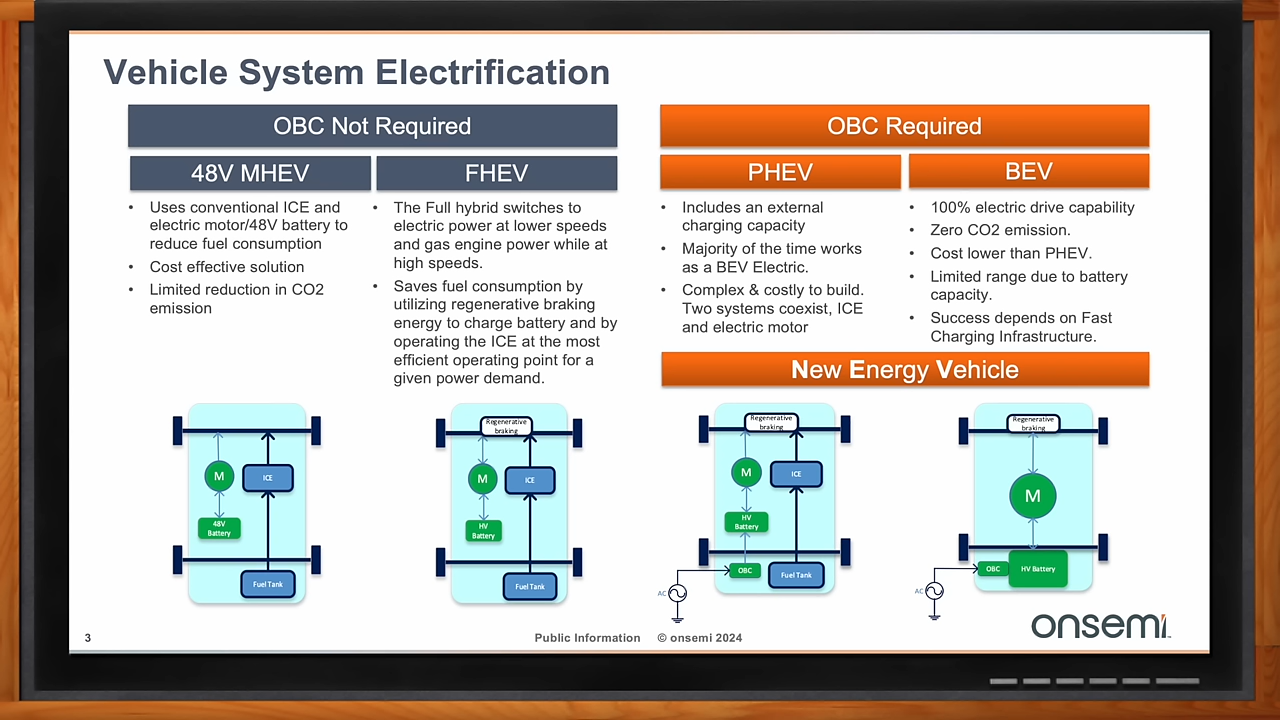 Vehicle System Electrification
OBC Not Required
48V MHEV
FHEV
• Uses conventional ICE and
electric motor/48V battery to
reduce fuel consumption
• Cost effective solution
• Limited reduction in CO2
emission
• The Full hybrid switches to
electric power at lower speeds
and gas engine power while at
high speeds.
• Saves fuel consumption by
utilizing regenerative braking
energy to charge battery and by
operating the ICE at the most
efficient operating point for a
given power demand.
OBC Required
PHEV
BEV
• Includes an external
charging capacity
• Majority of the time works
as a BEV Electric.
• Complex & costly to build.
Two systems coexist, ICE
and electric motor
• 100% electric drive capability
• Zero CO2 emission.
• Cost lower than PHEV.
• Limited range due to battery
capacity.
• Success depends on Fast
Charging Infrastructure.
New Energy Vehicle
M
ICE
48V
Battery
Fuel Tank
Regenerative
braking
M
ICE
HV
Battery
Fuel Tank
Regenerative
braking
M
ICE
HV
Battery
OBC
Fuel Tank
AC
Regenerative
braking
M
OBC
HV Battery
AC
3
Public Information © onsemi 2024
onsemi